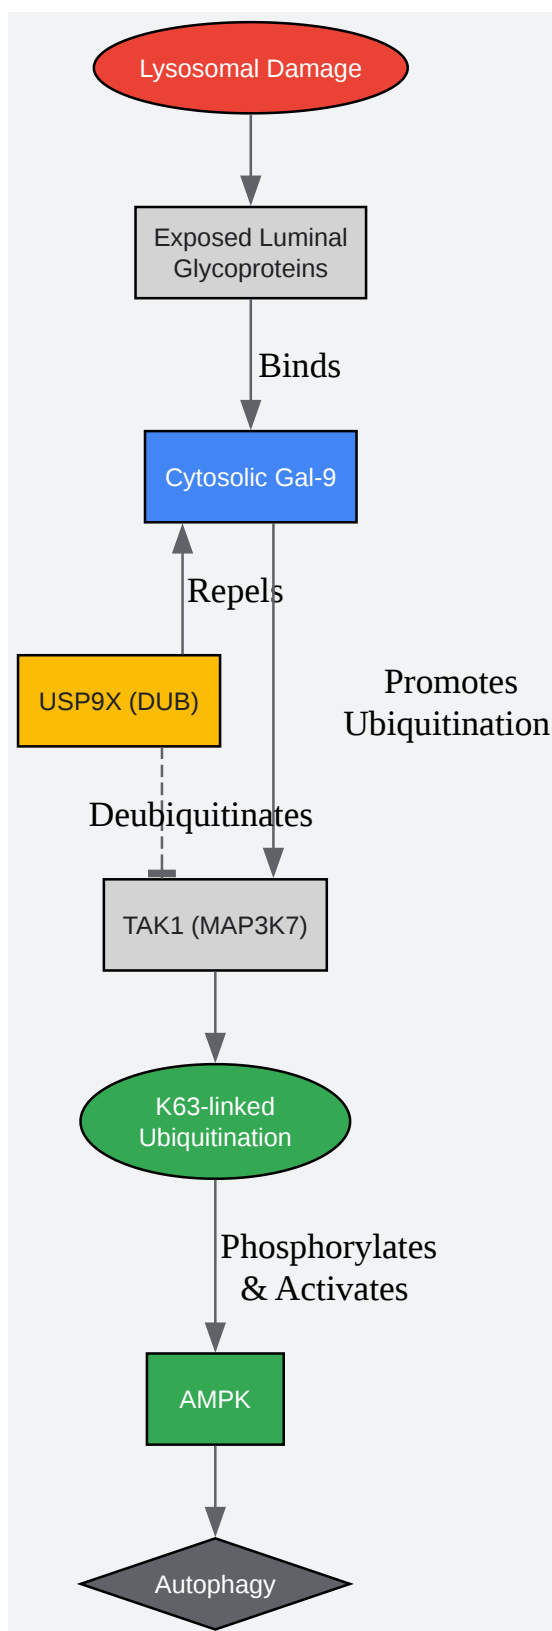 Lysosomal Damage
Exposed Luminal
Glycoproteins
Binds
Cytosolic Gal-9
Repels
USP9X (DUB)
Promotes
Ubiquitination
Deubiquitinates
TAK1 (MAP3K7)
K63-linked
Ubiquitination
Phosphorylates
& Activates
AMPK
Autophagy